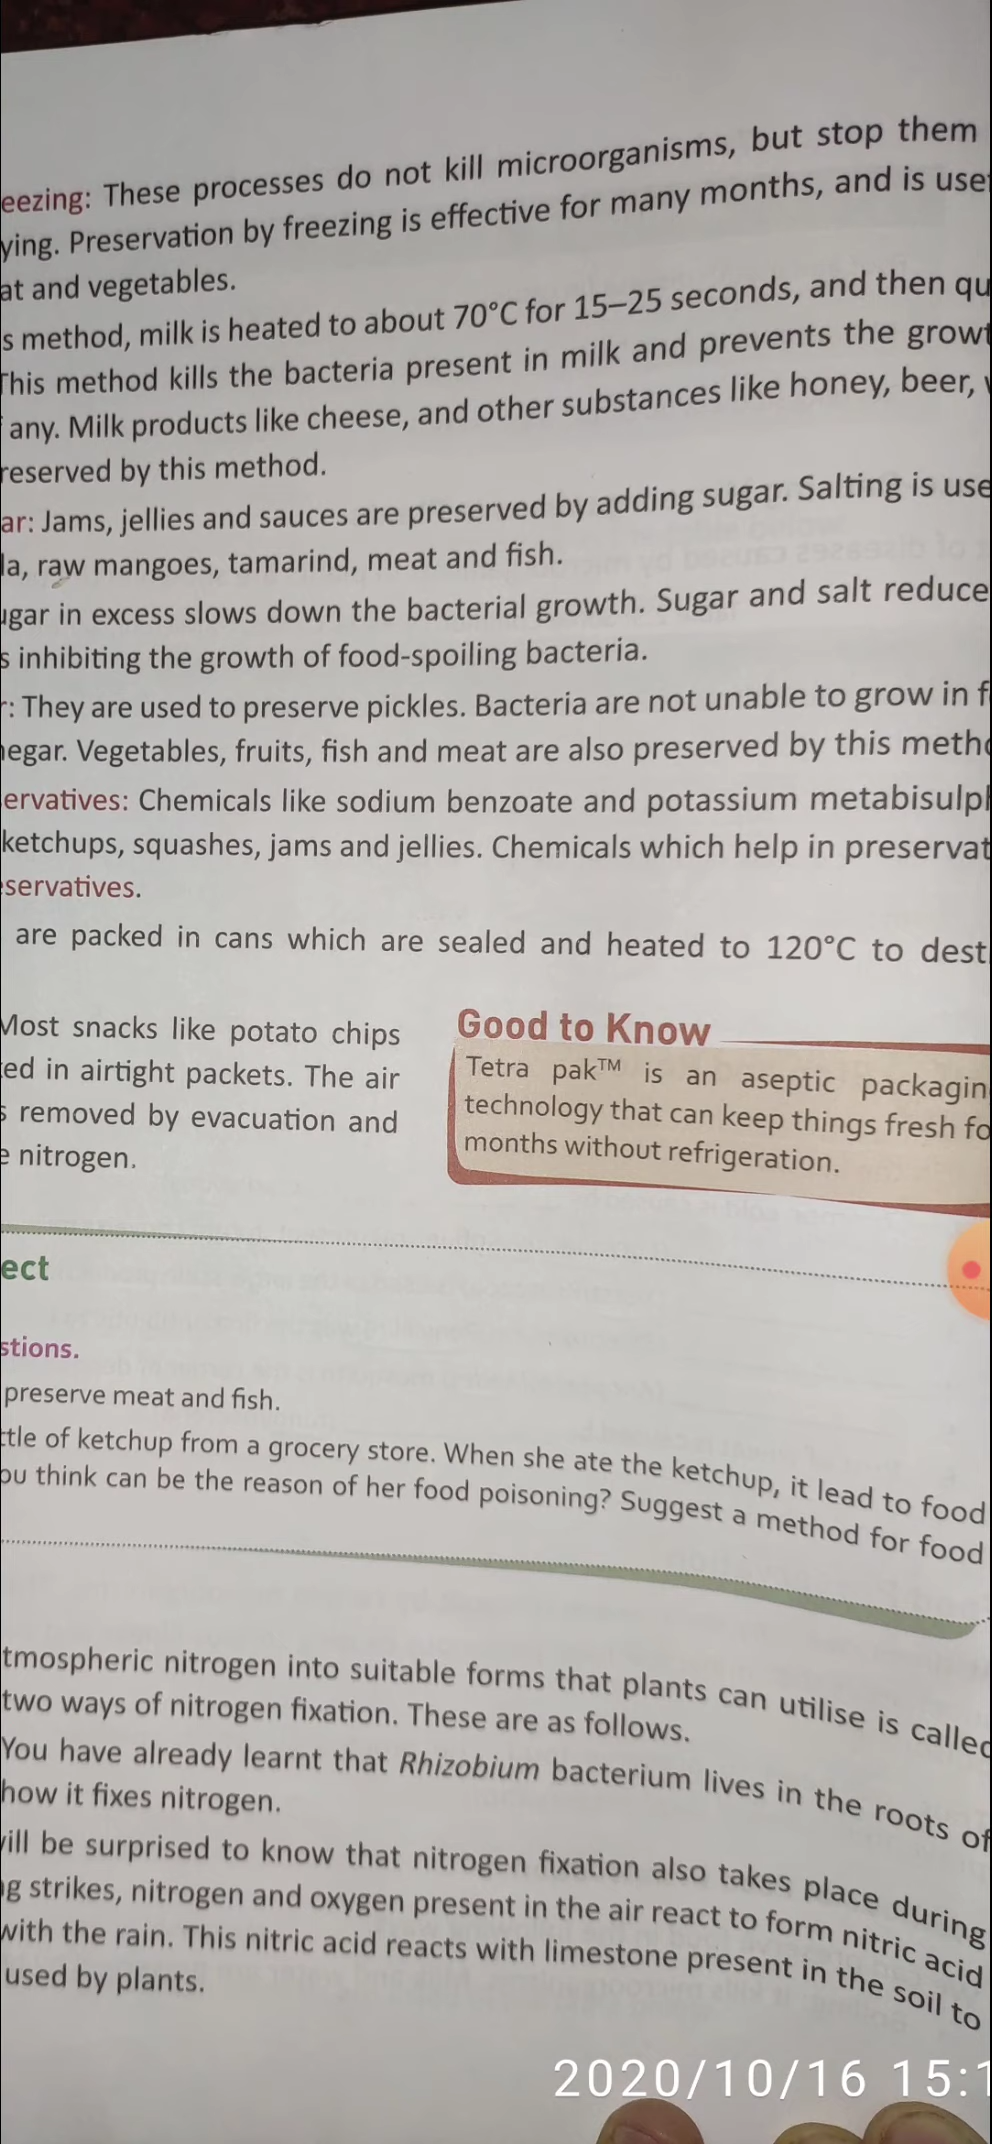 eezing: These processes do not kill microorganisms, but stop them
ying. Preservation by freezing is effective for many months, and is use
at and vegetables.
s method, milk is heated to about 70°C for 15–25 seconds, and then qu
This method kills the bacteria present in milk and prevents the growt
any. Milk products like cheese, and other substances like honey, beer,
reserved by this method.
ar: Jams, jellies and sauces are preserved by adding sugar. Salting is use
la, raw mangoes, tamarind, meat and fish.
ugar in excess slows down the bacterial growth. Sugar and salt reduce
s inhibiting the growth of food-spoiling bacteria.
r: They are used to preserve pickles. Bacteria are not unable to grow in f
negar. Vegetables, fruits, fish and meat are also preserved by this metho
ervatives: Chemicals like sodium benzoate and potassium metabisulph
ketchups, squashes, jams and jellies. Chemicals which help in preservat
eservatives.
are packed in cans which are sealed and heated to 120°C to dest
Most snacks like potato chips
ked in airtight packets. The air
s removed by evacuation and
e nitrogen.
Good to Know
Tetra pak™ is an aseptic packagin
technology that can keep things fresh fo
months without refrigeration.
ect
stions.
preserve meat and fish.
ttle of ketchup from a grocery store. When she ate the ketchup, it lead to food
ou think can be the reason of her food poisoning? Suggest a method for food
tmospheric nitrogen into suitable forms that plants can utilise is called
two ways of nitrogen fixation. These are as follows.
You have already learnt that Rhizobium bacterium lives in the roots of
how it fixes nitrogen.
will be surprised to know that nitrogen fixation also takes place during
ng strikes, nitrogen and oxygen present in the air react to form nitric acid
with the rain. This nitric acid reacts with limestone present in the soil to
used by plants.
2020/10/16 15:1